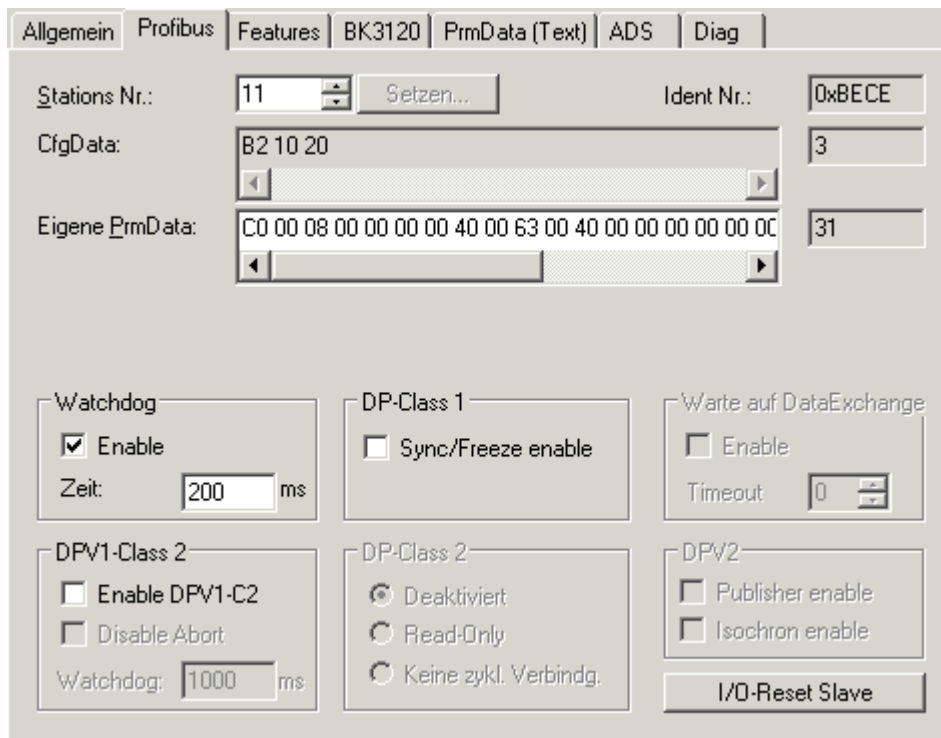 Allgemein Profibus Features BK3120 PrmData (Text) ADS Diag
Stations Nr.: 11 Setzen... Ident Nr.: 0xBECE
CfgData: B2 10 20 3
Eigene PrmData: C0 00 08 00 00 00 00 40 00 63 00 40 00 00 00 00 00 00 31
Watchdog DP-Class 1 Warte auf DataExchange
Enable Sync/Freeze enable Enable
Zeit: 200 ms Timeout 0
DPV1-Class 2 DP-Class 2 DPV2
Enable DPV1-C2 Deaktiviert Publisher enable
Disable Abort Read-Only Isochron enable
Watchdog: 1000 ms Keine zykl. Verbindg. I/O-Reset Slave